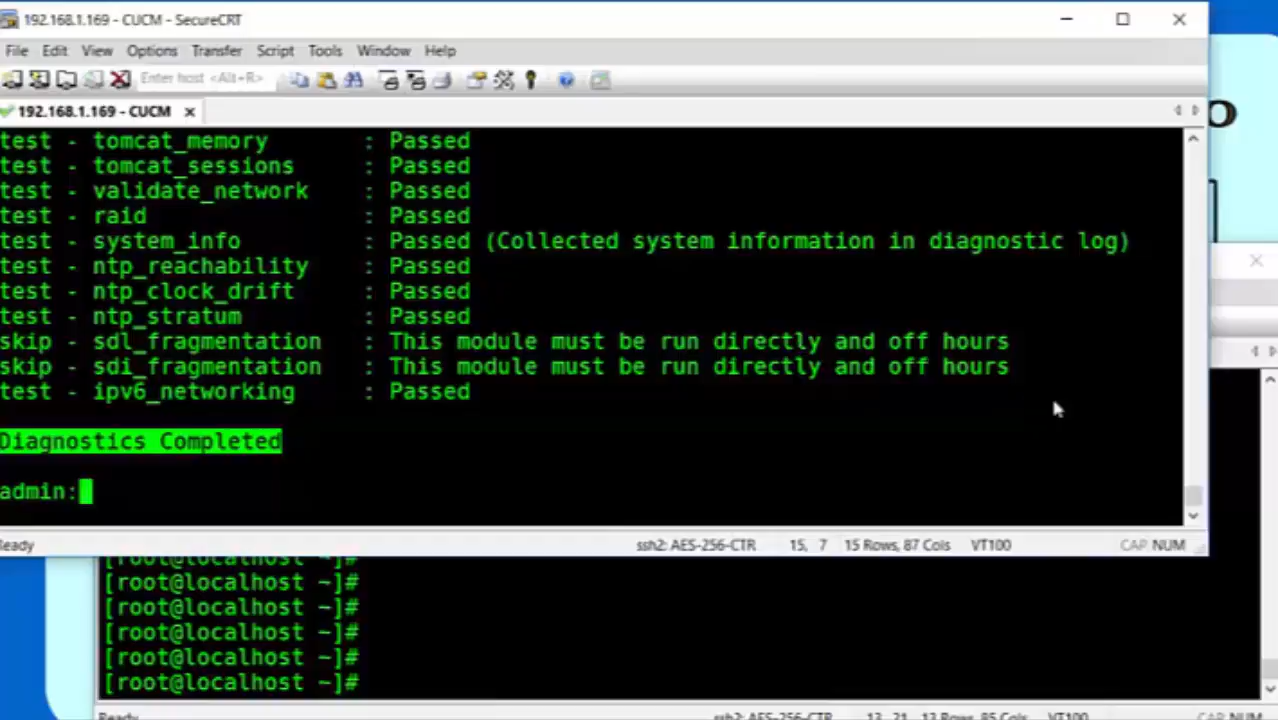 192.168.1.169 - CUCM - SecureCRT
File Edit View Options Transfer Script Tools Window Help
Enter host <Alt+R>
192.168.1.169 - CUCM
test - tomcat_memory : Passed
test - tomcat_sessions : Passed
test - validate_network : Passed
test - raid : Passed
test - system_info : Passed (Collected system information in diagnostic log)
test - ntp_reachability : Passed
test - ntp_clock_drift : Passed
test - ntp_stratum : Passed
skip - sdl_fragmentation : This module must be run directly and off hours
skip - sdi_fragmentation : This module must be run directly and off hours
test - ipv6_networking : Passed
Diagnostics Completed
admin:
Ready ssh2: AES-256-CTR 15, 7 15 Rows, 87 Cols VT100 CAP NUM
[root@localhost ~]#
[root@localhost ~]#
[root@localhost ~]#
[root@localhost ~]#
[root@localhost ~]#
[root@localhost ~]#
Ready ssh2: AES-256-CTR 13, 21 13 Rows, 85 Cols VT100 CAP NUM